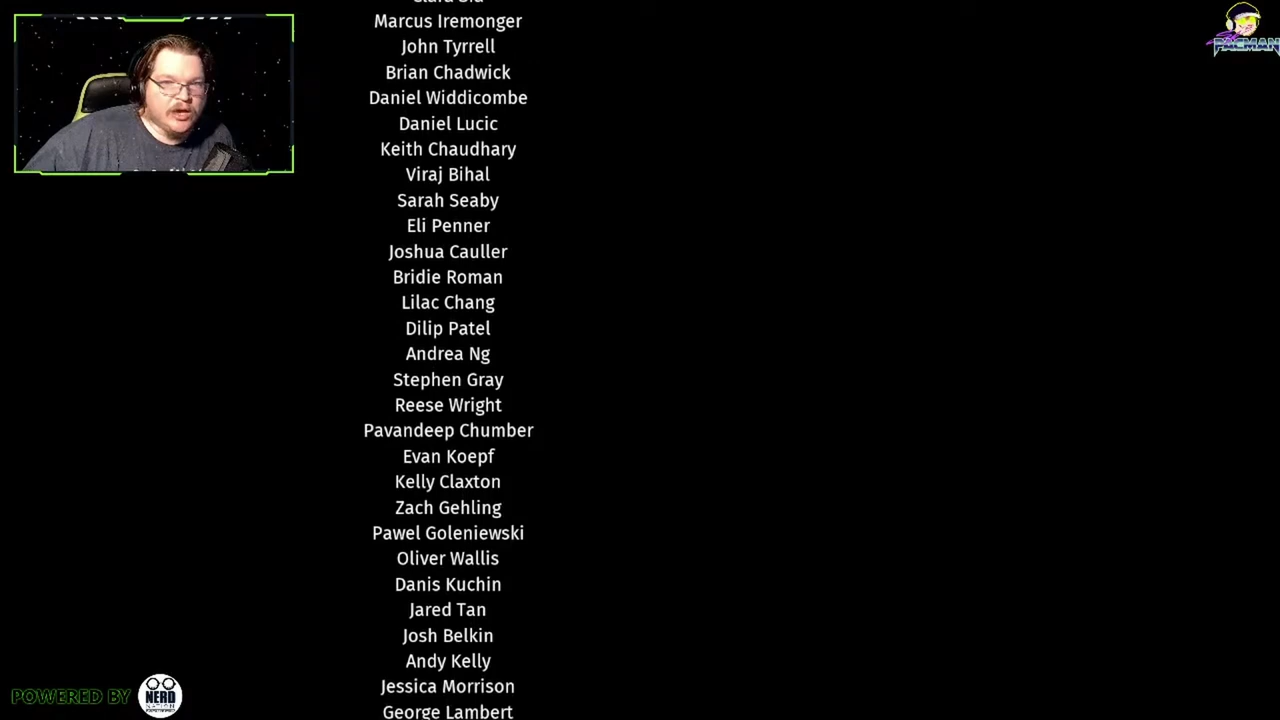 Marcus Iremonger
John Tyrrell
Brian Chadwick
Daniel Widdicombe
Daniel Lucic
Keith Chaudhary
Viraj Bihal
Sarah Seaby
Eli Penner
Joshua Cauller
Bridie Roman
Lilac Chang
Dilip Patel
Andrea Ng
Stephen Gray
Reese Wright
Pavandeep Chumber
Evan Koepf
Kelly Claxton
Zach Gehling
Pawel Goleniewski
Oliver Wallis
Danis Kuchin
Jared Tan
Josh Belkin
Andy Kelly
Jessica Morrison
George Lambert
PACMAN
POWERED BY
NERD
NATION